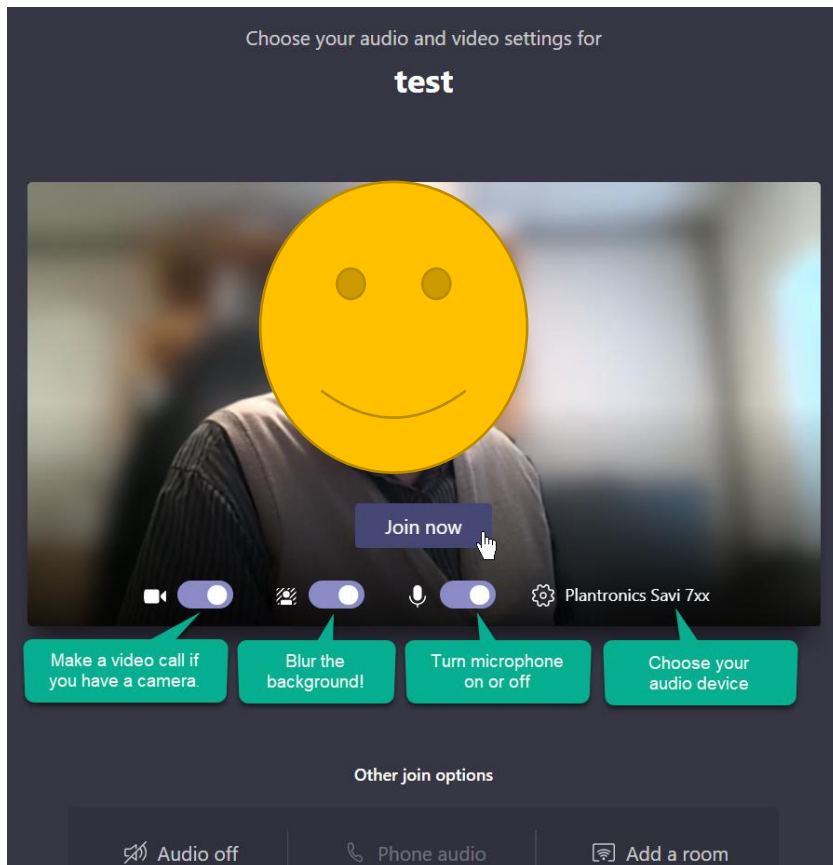 Choose your audio and video settings for
test
Join now
Plantronics Savi 7xx
Make a video call if
you have a camera.
Blur the
background!
Turn microphone
on or off
Choose your
audio device
Other join options
Audio off
Phone audio
Add a room